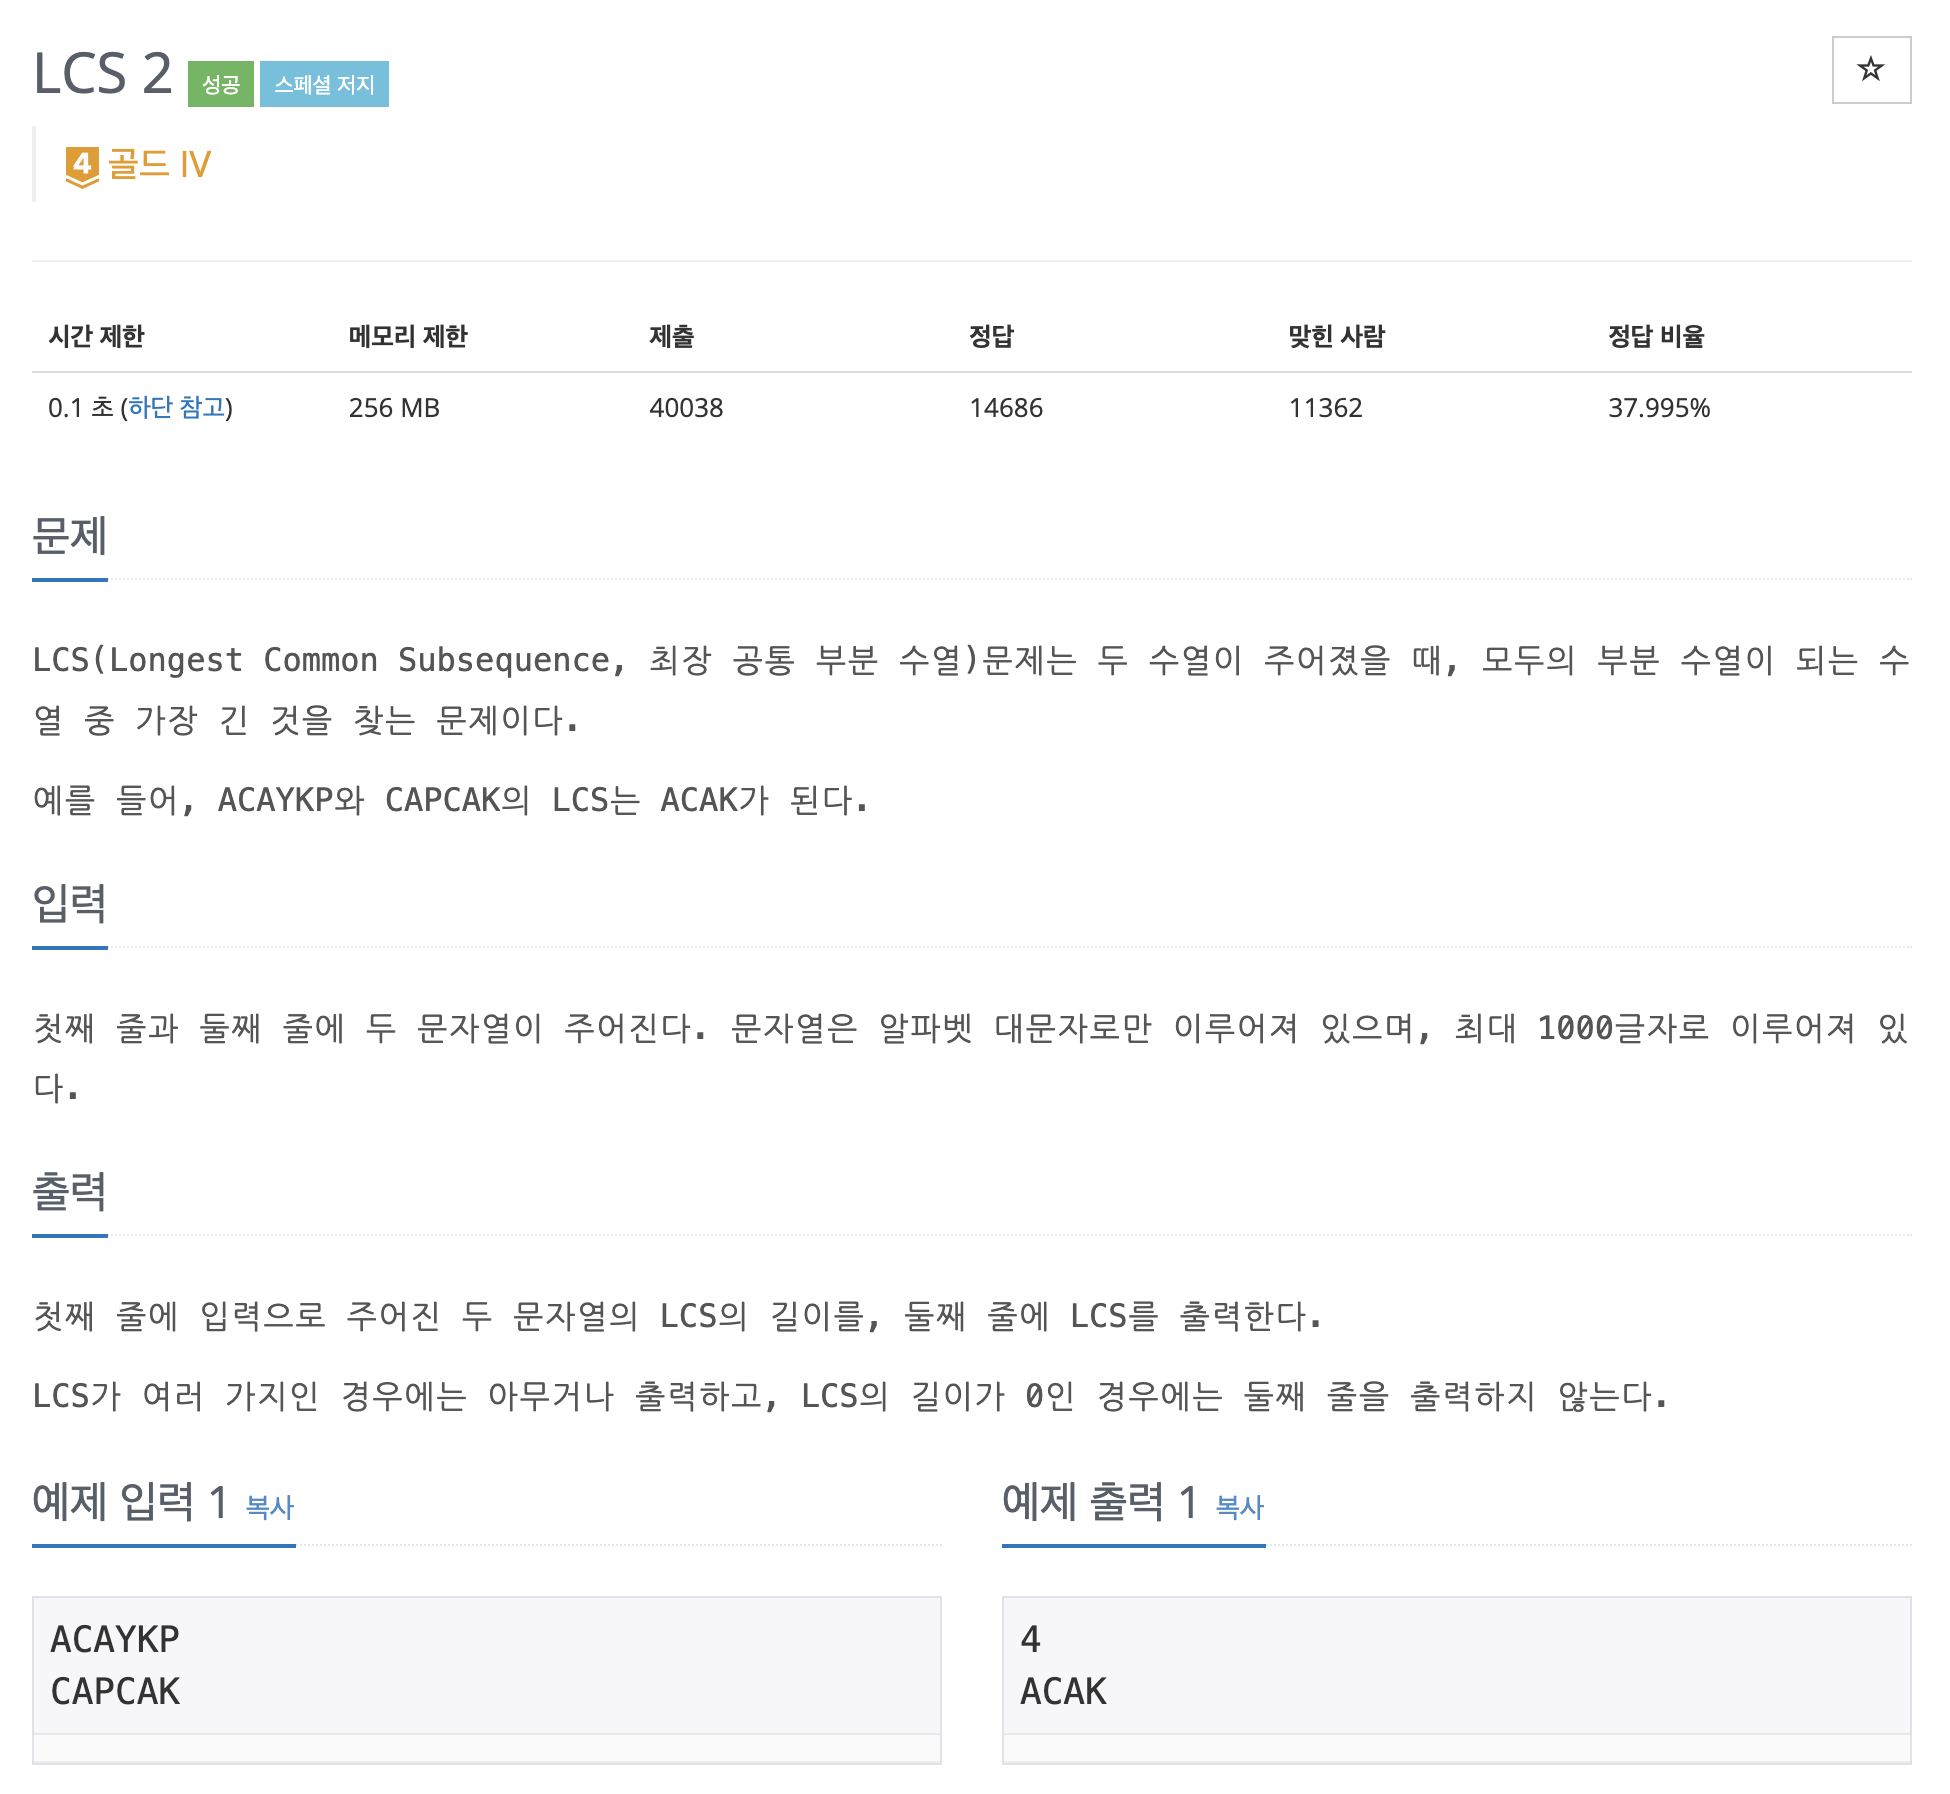 LCS 2 성공 스페셜 저지
☆
4 골드 IV
시간 제한 메모리 제한 제출 정답 맞힌 사람 정답 비율
0.1 초 (하단 참고) 256 MB 40038 14686 11362 37.995%
문제
LCS(Longest Common Subsequence, 최장 공통 부분 수열)문제는 두 수열이 주어졌을 때, 모두의 부분 수열이 되는 수
열 중 가장 긴 것을 찾는 문제이다.
예를 들어, ACAYKP와 CAPCAK의 LCS는 ACAK가 된다.
입력
첫째 줄과 둘째 줄에 두 문자열이 주어진다. 문자열은 알파벳 대문자로만 이루어져 있으며, 최대 1000글자로 이루어져 있
다.
출력
첫째 줄에 입력으로 주어진 두 문자열의 LCS의 길이를, 둘째 줄에 LCS를 출력한다.
LCS가 여러 가지인 경우에는 아무거나 출력하고, LCS의 길이가 0인 경우에는 둘째 줄을 출력하지 않는다.
예제 입력 1 복사
ACAYKP
CAPCAK
예제 출력 1 복사
4
ACAK